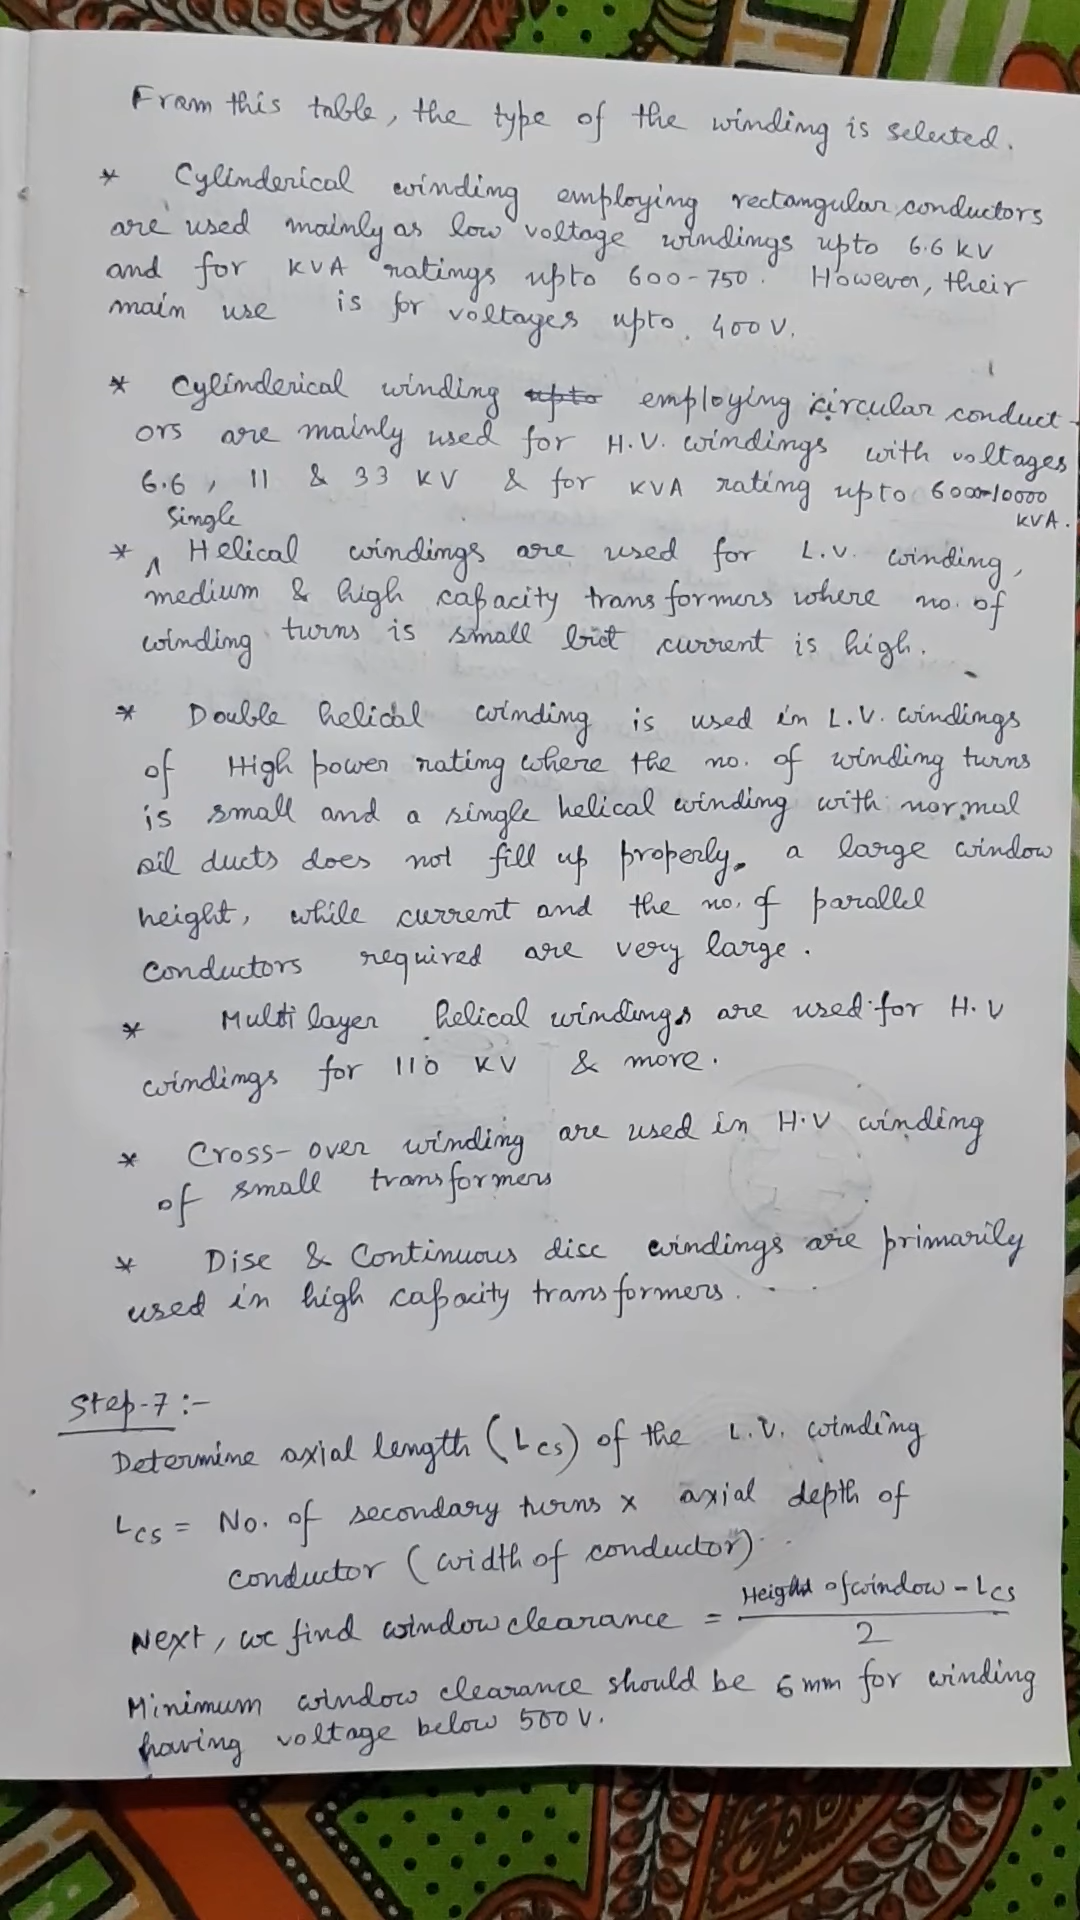 From this table, the type of the winding is selected.
* Cylinderical winding employing rectangular conductors
are used mainly as low voltage windings upto 6.6 KV
and for KVA ratings upto 600-750. However, their
main use is for voltages upto 400 V.
* Cylinderical winding upto employing circular conduct-
ors are mainly used for H.V. windings with voltages
6.6, 11 & 33 KV & for KVA rating upto 6000-10000
KVA.
Single
* ^ Helical windings are used for L.V. winding,
medium & high capacity transformers where no. of
winding turns is small but current is high.
* Double helical winding is used in L.V. windings
of High power rating where the no. of winding turns
is small and a single helical winding with normal
oil ducts does not fill up properly. a large window
height, while current and the no. of parallel
conductors required are very large.
* Multi layer helical windings are used for H.V
windings for 110 KV & more.
* Cross-over winding are used in H.V winding
of small transformers
* Disc & Continuous disc windings are primarily
used in high capacity transformers.
Step-7 :-
Determine axial length (Lcs) of the L.V. winding
Lcs = No. of secondary turns x axial depth of
conductor (width of conductor).
Next, we find window clearance = Height of window - Lcs
2
Minimum window clearance should be 6 mm for winding
having voltage below 500 V.